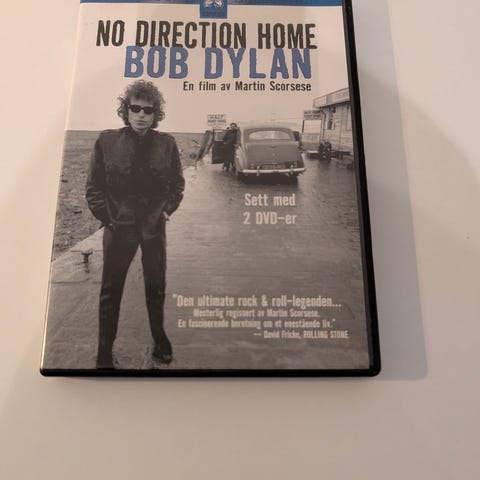 NO DIRECTION HOME
BOB DYLAN
En film av Martin Scorsese
HALT
Sett med
2 DVD-er
"Den ultimate rock & roll-legenden...
Mesterlig regissert av Martin Scorsese.
En fascinerende beretning om et enestående liv."
— David Fricke, ROLLING STONE